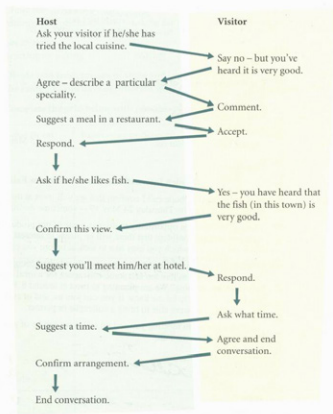 Host
Visitor
Ask your visitor if he/she has
tried the local cuisine.
Say no – but you've
heard it is very good.
Agree – describe a particular
speciality.
Comment.
Suggest a meal in a restaurant.
Accept.
Respond.
Ask if he/she likes fish.
Yes – you have heard that
the fish (in this town) is
very good.
Confirm this view.
Suggest you'll meet him/her at hotel.
Respond.
Ask what time.
Suggest a time.
Agree and end
conversation.
Confirm arrangement.
End conversation.